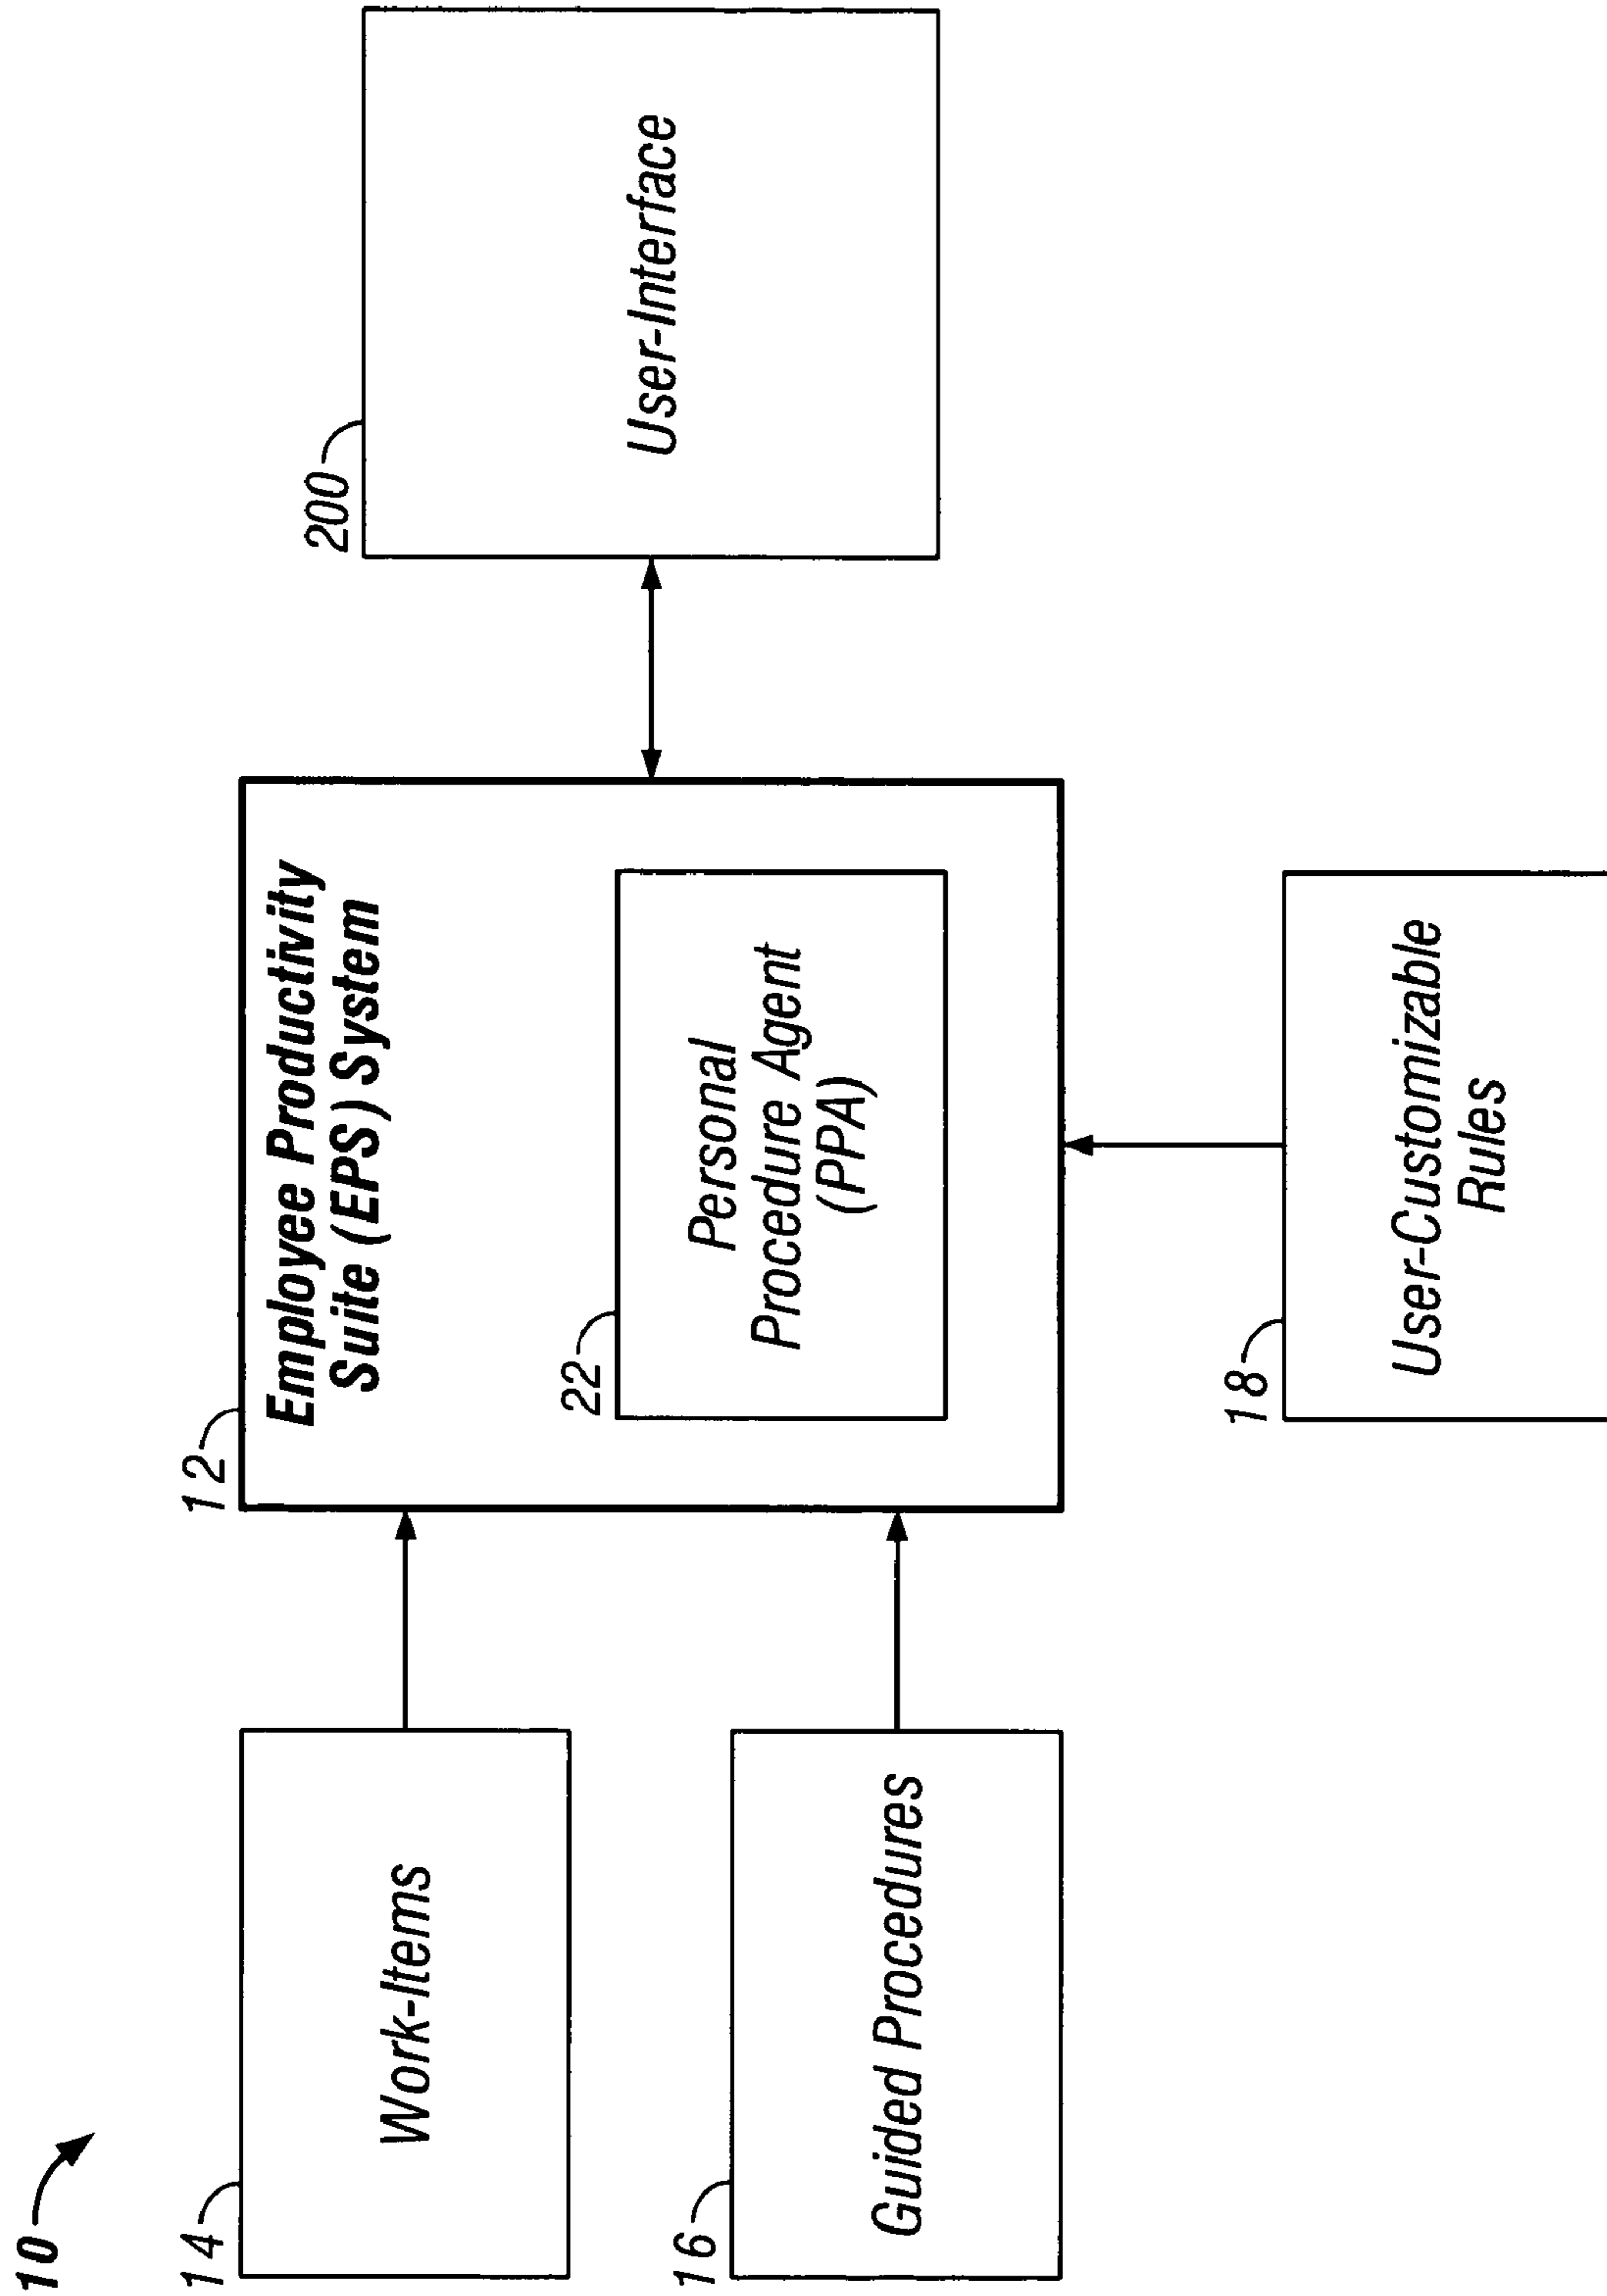 10
14
Work-Items
16
Guided Procedures
12
Employee Productivity
Suite (EPS) System
22
Personal
Procedure Agent
(PPA)
18
User-Customizable
Rules
200
User-Interface